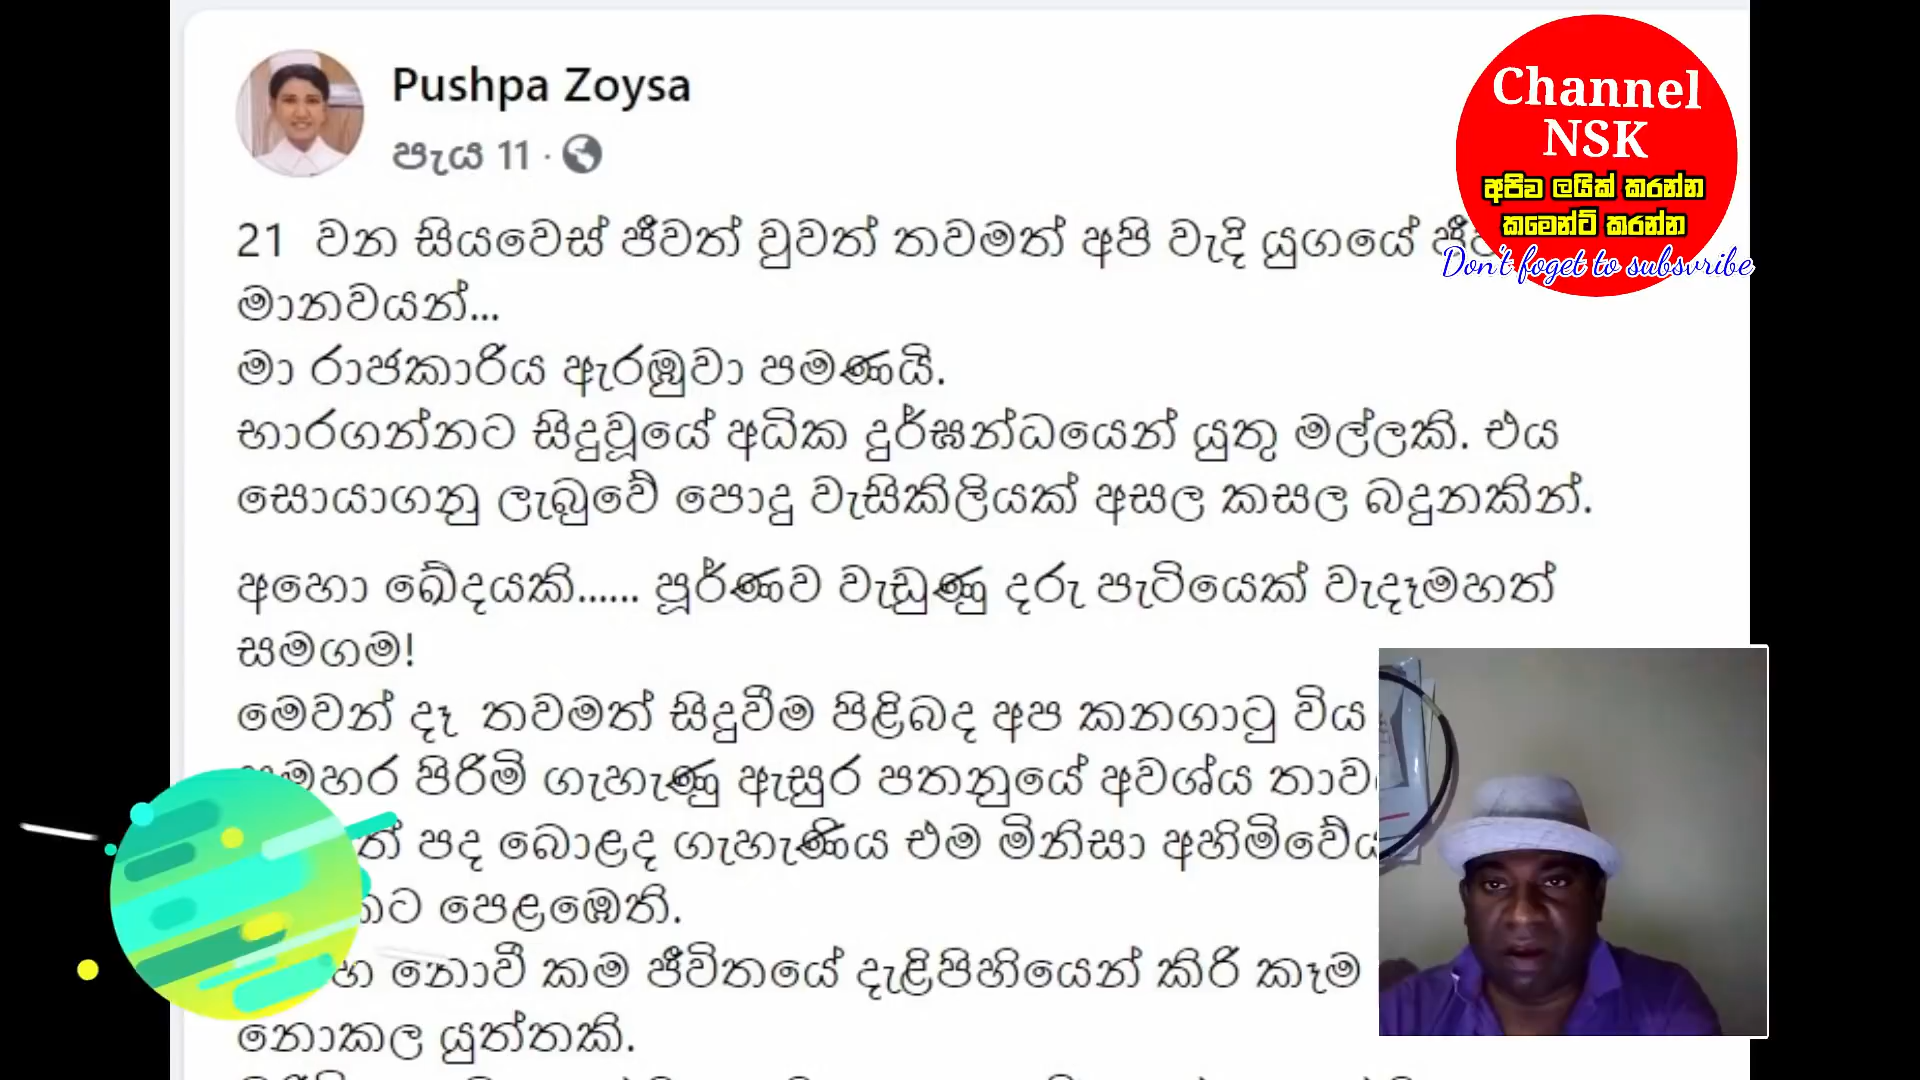 Pushpa Zoysa
පැය 11 ·
21 වන සියවෙස් ජීවත් වුවත් තවමත් අපි වැදි යුගයේ
මානවයන්...
මා රාජකාරිය ඇරඹුවා පමණයි.
භාරගන්නට සිදුවූයේ අධික දුර්ඝන්ධයෙන් යුතු මල්ලකි. එය
සොයාගනු ලැබුවේ පොදු වැසිකිලියක් අසල කසල බදුනකින්.
අහො ඛේදයකි...... පූර්ණව වැඩුණු දරු පැටියෙක් වැදෑමහත්
සමගම!
මෙවන් දෑ තවමත් සිදුවීම පිළිබද අප කනගාටු විය
පිරිමි ගැහැණු ඇසුර පතනුයේ අවශ්ය
පද බොළද ගැහැණිය එම මිනිසා
පෙළඹෙති.
නොවී කම ජීවිතයේ දැළිපිහියෙන් කිරි කෑම
නොකල යුත්තකි.
Channel
NSK
අපිව ලයික් කරන්න
කමෙන්ට් කරන්න
Don't foget to subsvribe